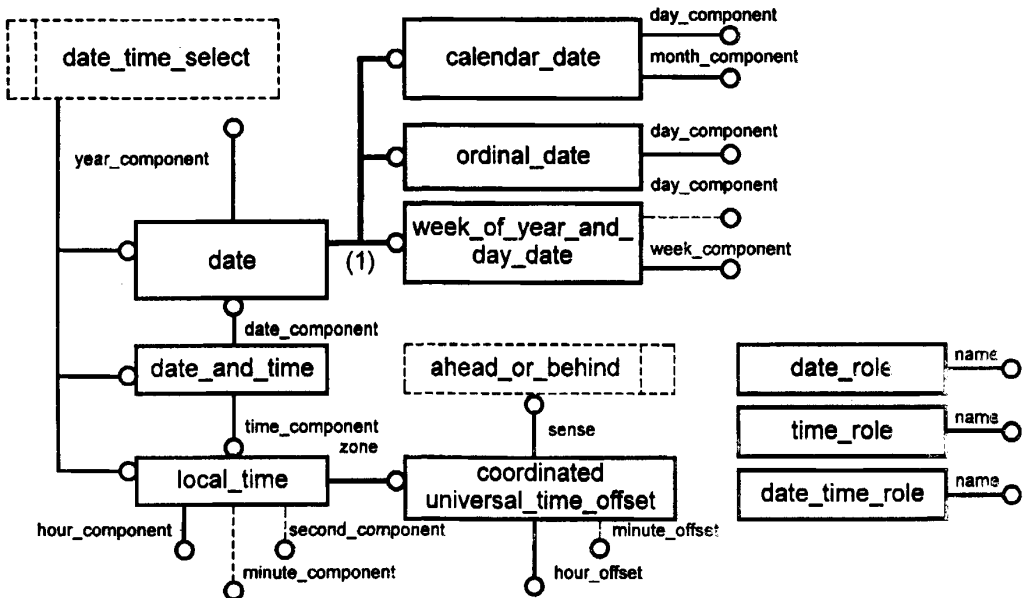 day_component
date_time_select
calendar_date
month_component
year_component
day_component
ordinal_date
day_component
week_of_year_and_
day_date
week_component
date
(1)
date_component
date_and_time
ahead_or_behind
date_role
name
time_component
zone
sense
time_role
name
local_time
coordinated
universal_time_offset
date_time_role
name
hour_component
second_component
minute_offset
minute_component
hour_offset